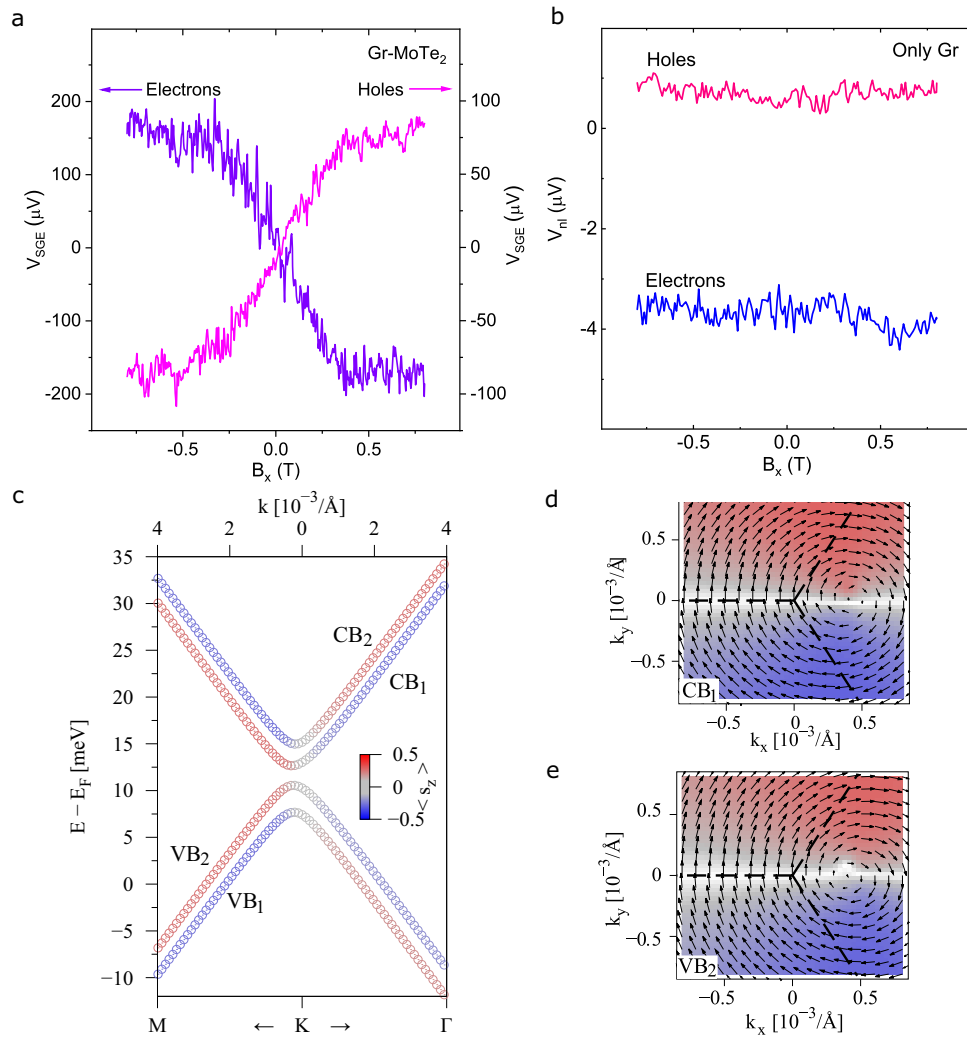 a
Gr-MoTe₂
Electrons
Holes
200
100
0
-100
-200
V_SGE (μV)
100
50
0
-50
-100
V_SGE (μV)
-0.5
0.0
0.5
B_x (T)
b
Only Gr
Holes
Electrons
0
-2
-4
V_nl (μV)
-0.5
0.0
0.5
B_x (T)
c
k [10⁻³/Å]
4 2 0 2 4
35
30
25
20
15
10
5
0
−5
−10
E − E_F [meV]
CB₂
CB₁
VB₂
VB₁
0.5
0
−0.5
< s_z >
M ← K → Γ
d
k_y [10⁻³/Å]
0.5
0
−0.5
CB₁
−0.5 0 0.5
k_x [10⁻³/Å]
e
k_y [10⁻³/Å]
0.5
0
−0.5
VB₂
−0.5 0 0.5
k_x [10⁻³/Å]